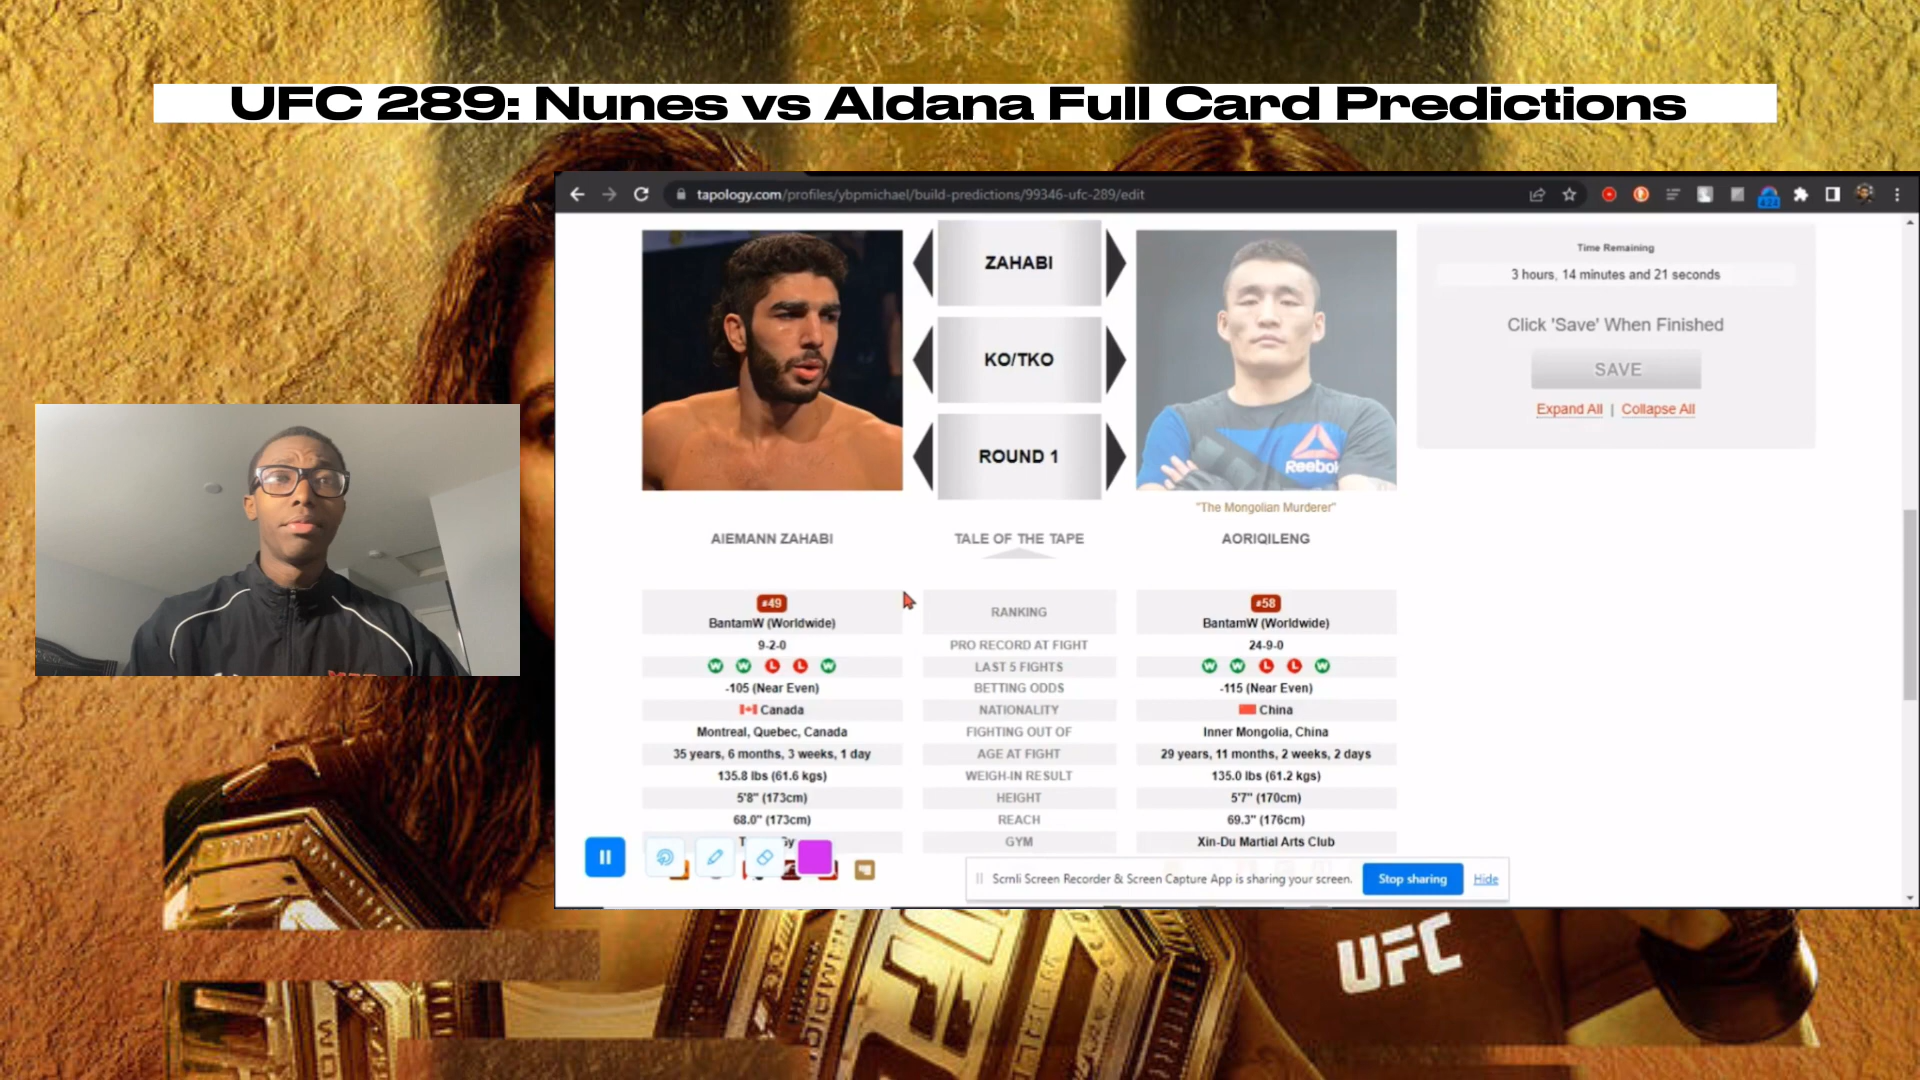 UFC 289: Nunes vs Aldana Full Card Predictions
tapology.com/profiles/ybpmichael/build-predictions/99346-ufc-289/edit
ZAHABI
KO/TKO
ROUND 1
Reebok
"The Mongolian Murderer"
Time Remaining
3 hours, 14 minutes and 21 seconds
Click 'Save' When Finished
SAVE
Expand All | Collapse All
AIEMANN ZAHABI TALE OF THE TAPE AORIQILENG
#49 RANKING #58
BantamW (Worldwide) BantamW (Worldwide)
9-2-0 PRO RECORD AT FIGHT 24-9-0
W W L L W LAST 5 FIGHTS W W L L W
-105 (Near Even) BETTING ODDS -115 (Near Even)
Canada NATIONALITY China
Montreal, Quebec, Canada FIGHTING OUT OF Inner Mongolia, China
35 years, 6 months, 3 weeks, 1 day AGE AT FIGHT 29 years, 11 months, 2 weeks, 2 days
135.8 lbs (61.6 kgs) WEIGH-IN RESULT 135.0 lbs (61.2 kgs)
5'8" (173cm) HEIGHT 5'7" (170cm)
68.0" (173cm) REACH 69.3" (176cm)
GYM Xin-Du Martial Arts Club
Scrnli Screen Recorder & Screen Capture App is sharing your screen. Stop sharing Hide
UFC